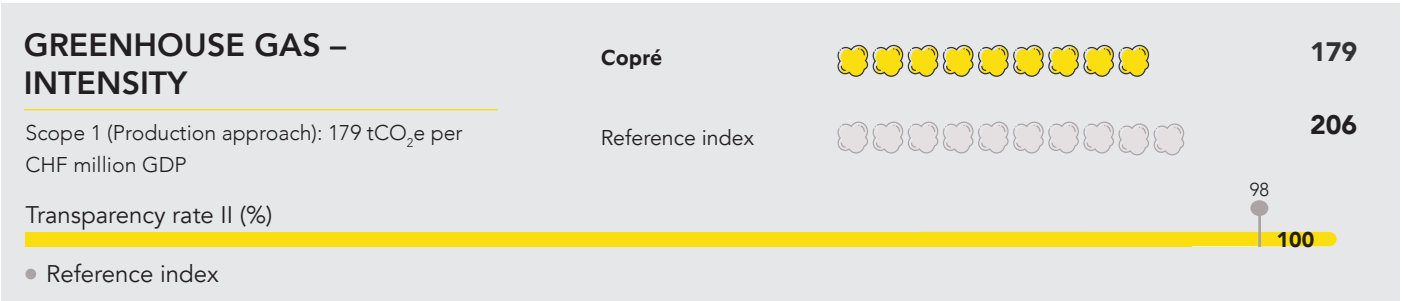 GREENHOUSE GAS –
INTENSITY
Scope 1 (Production approach): 179 tCO₂e per
CHF million GDP
Copré
179
Reference index
206
Transparency rate II (%)
98
100
Reference index